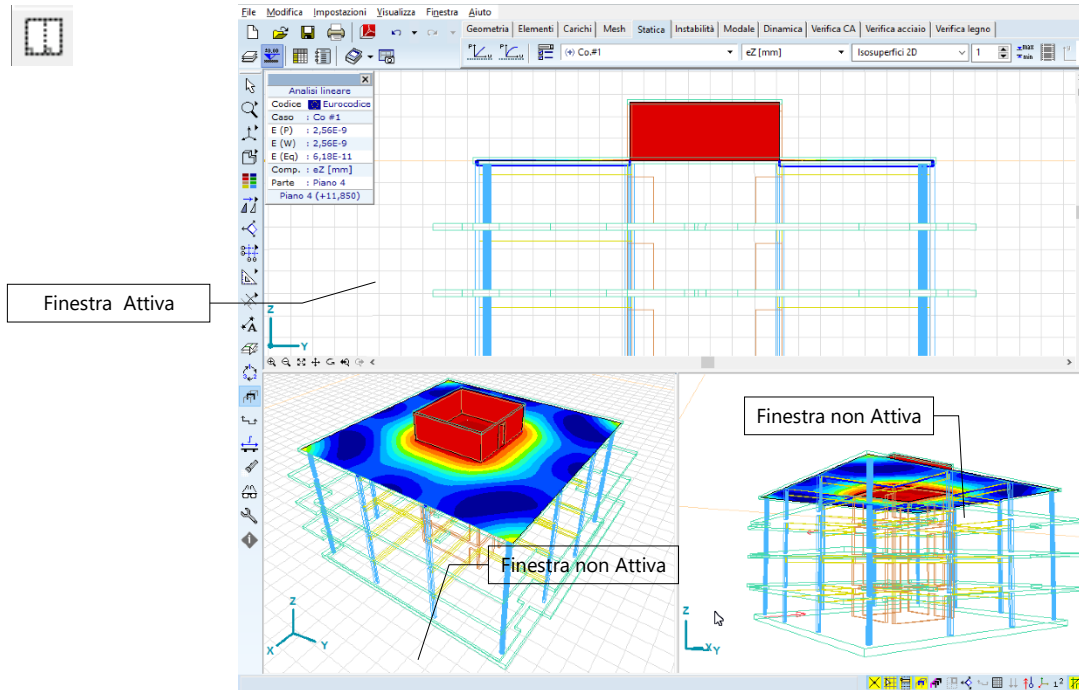 File Modifica Impostazioni Visualizza Finestra Aiuto
Geometria Elementi Carichi Mesh Statica Instabilità Modale Dinamica Verifica CA Verifica acciaio Verifica legno
(+) Co.#1 eZ [mm] Isosuperfici 2D 1 max min
Analisi lineare
Codice Eurocodice
Caso : Co #1
E (P) : 2,56E-9
E (W) : 2,56E-9
E (Eq) : 6,18E-11
Comp. : eZ [mm]
Parte : Piano 4
Piano 4 (+11,850)
Finestra Attiva
Z
Y
Finestra non Attiva
Finestra non Attiva
Z
X Y
Z
X Y